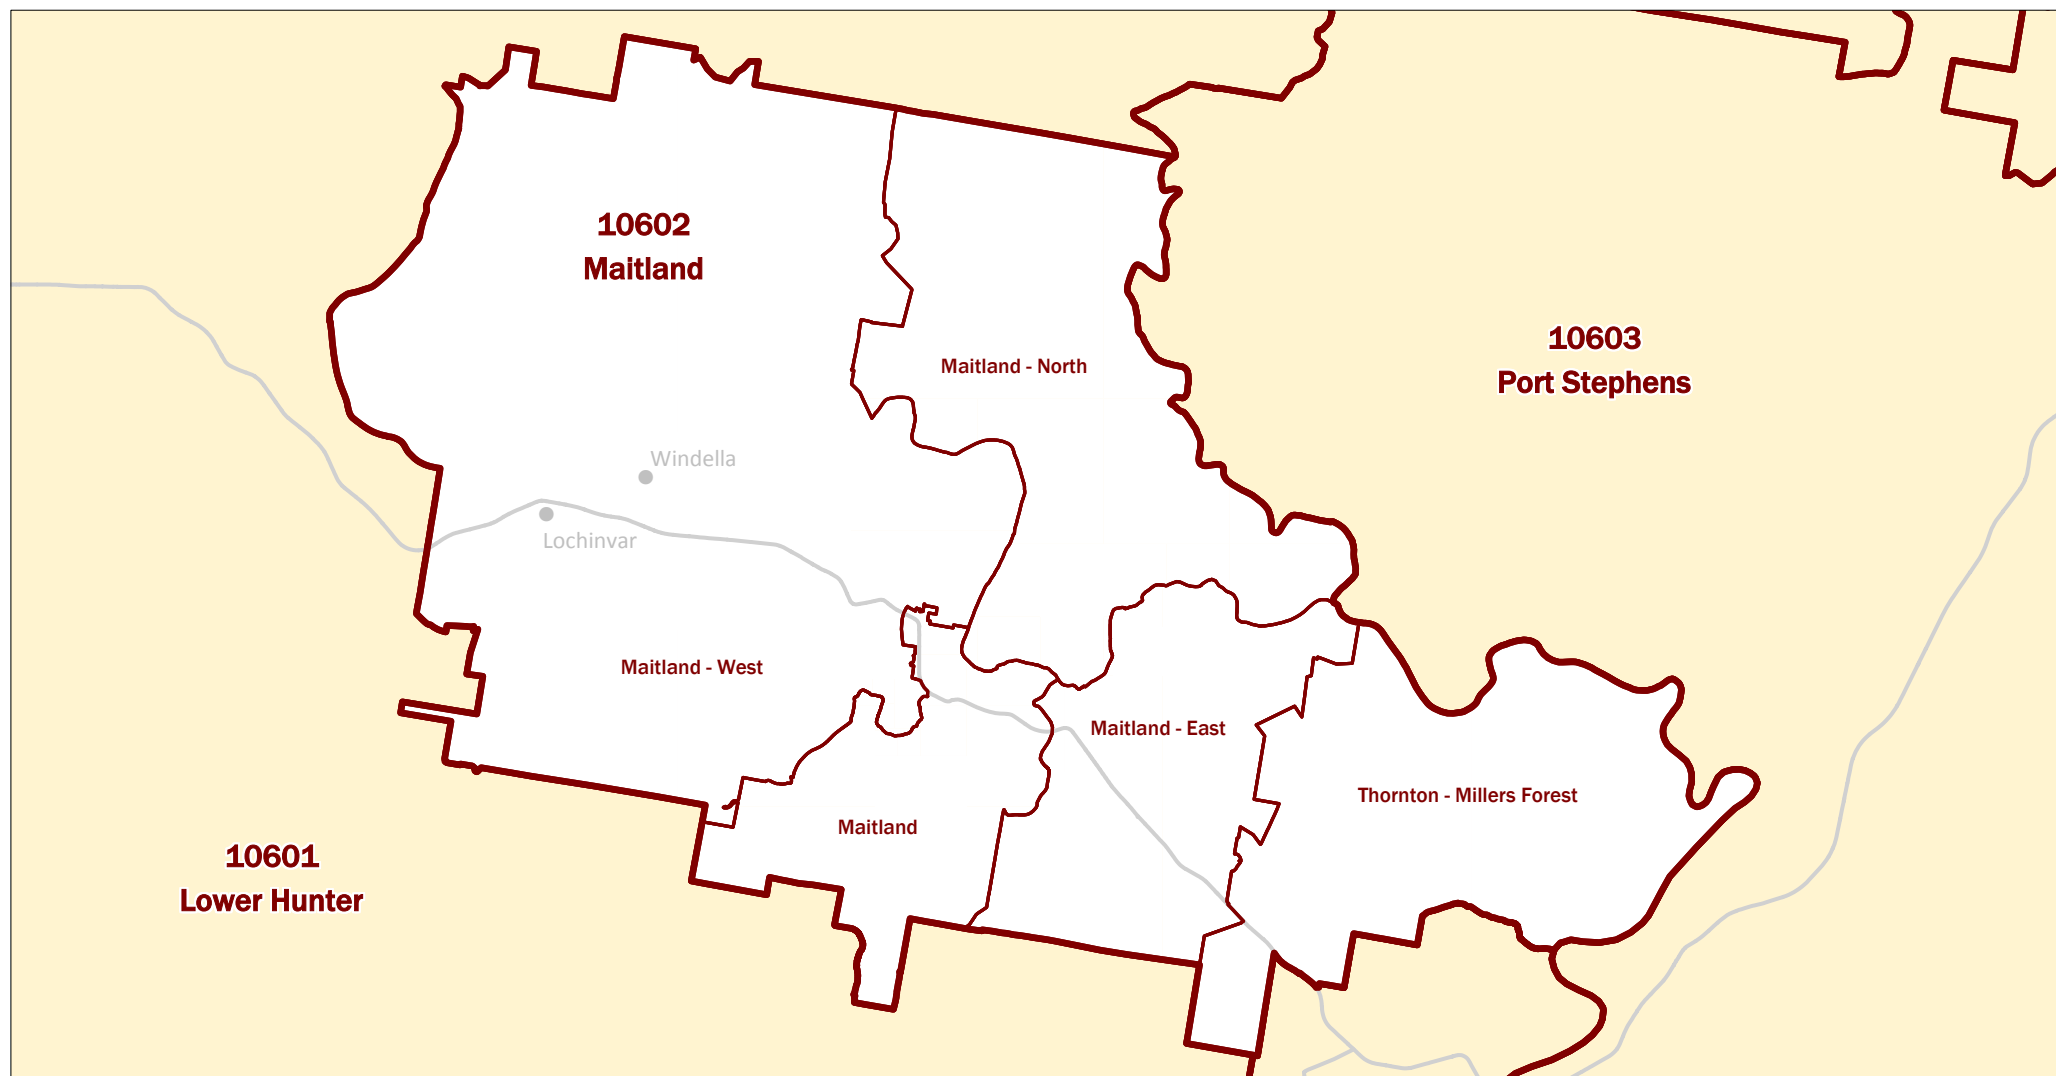 10602
Maitland
10603
Port Stephens
Maitland - North
Windella
Lochinvar
Maitland - West
Maitland - East
Thornton - Millers Forest
Maitland
10601
Lower Hunter